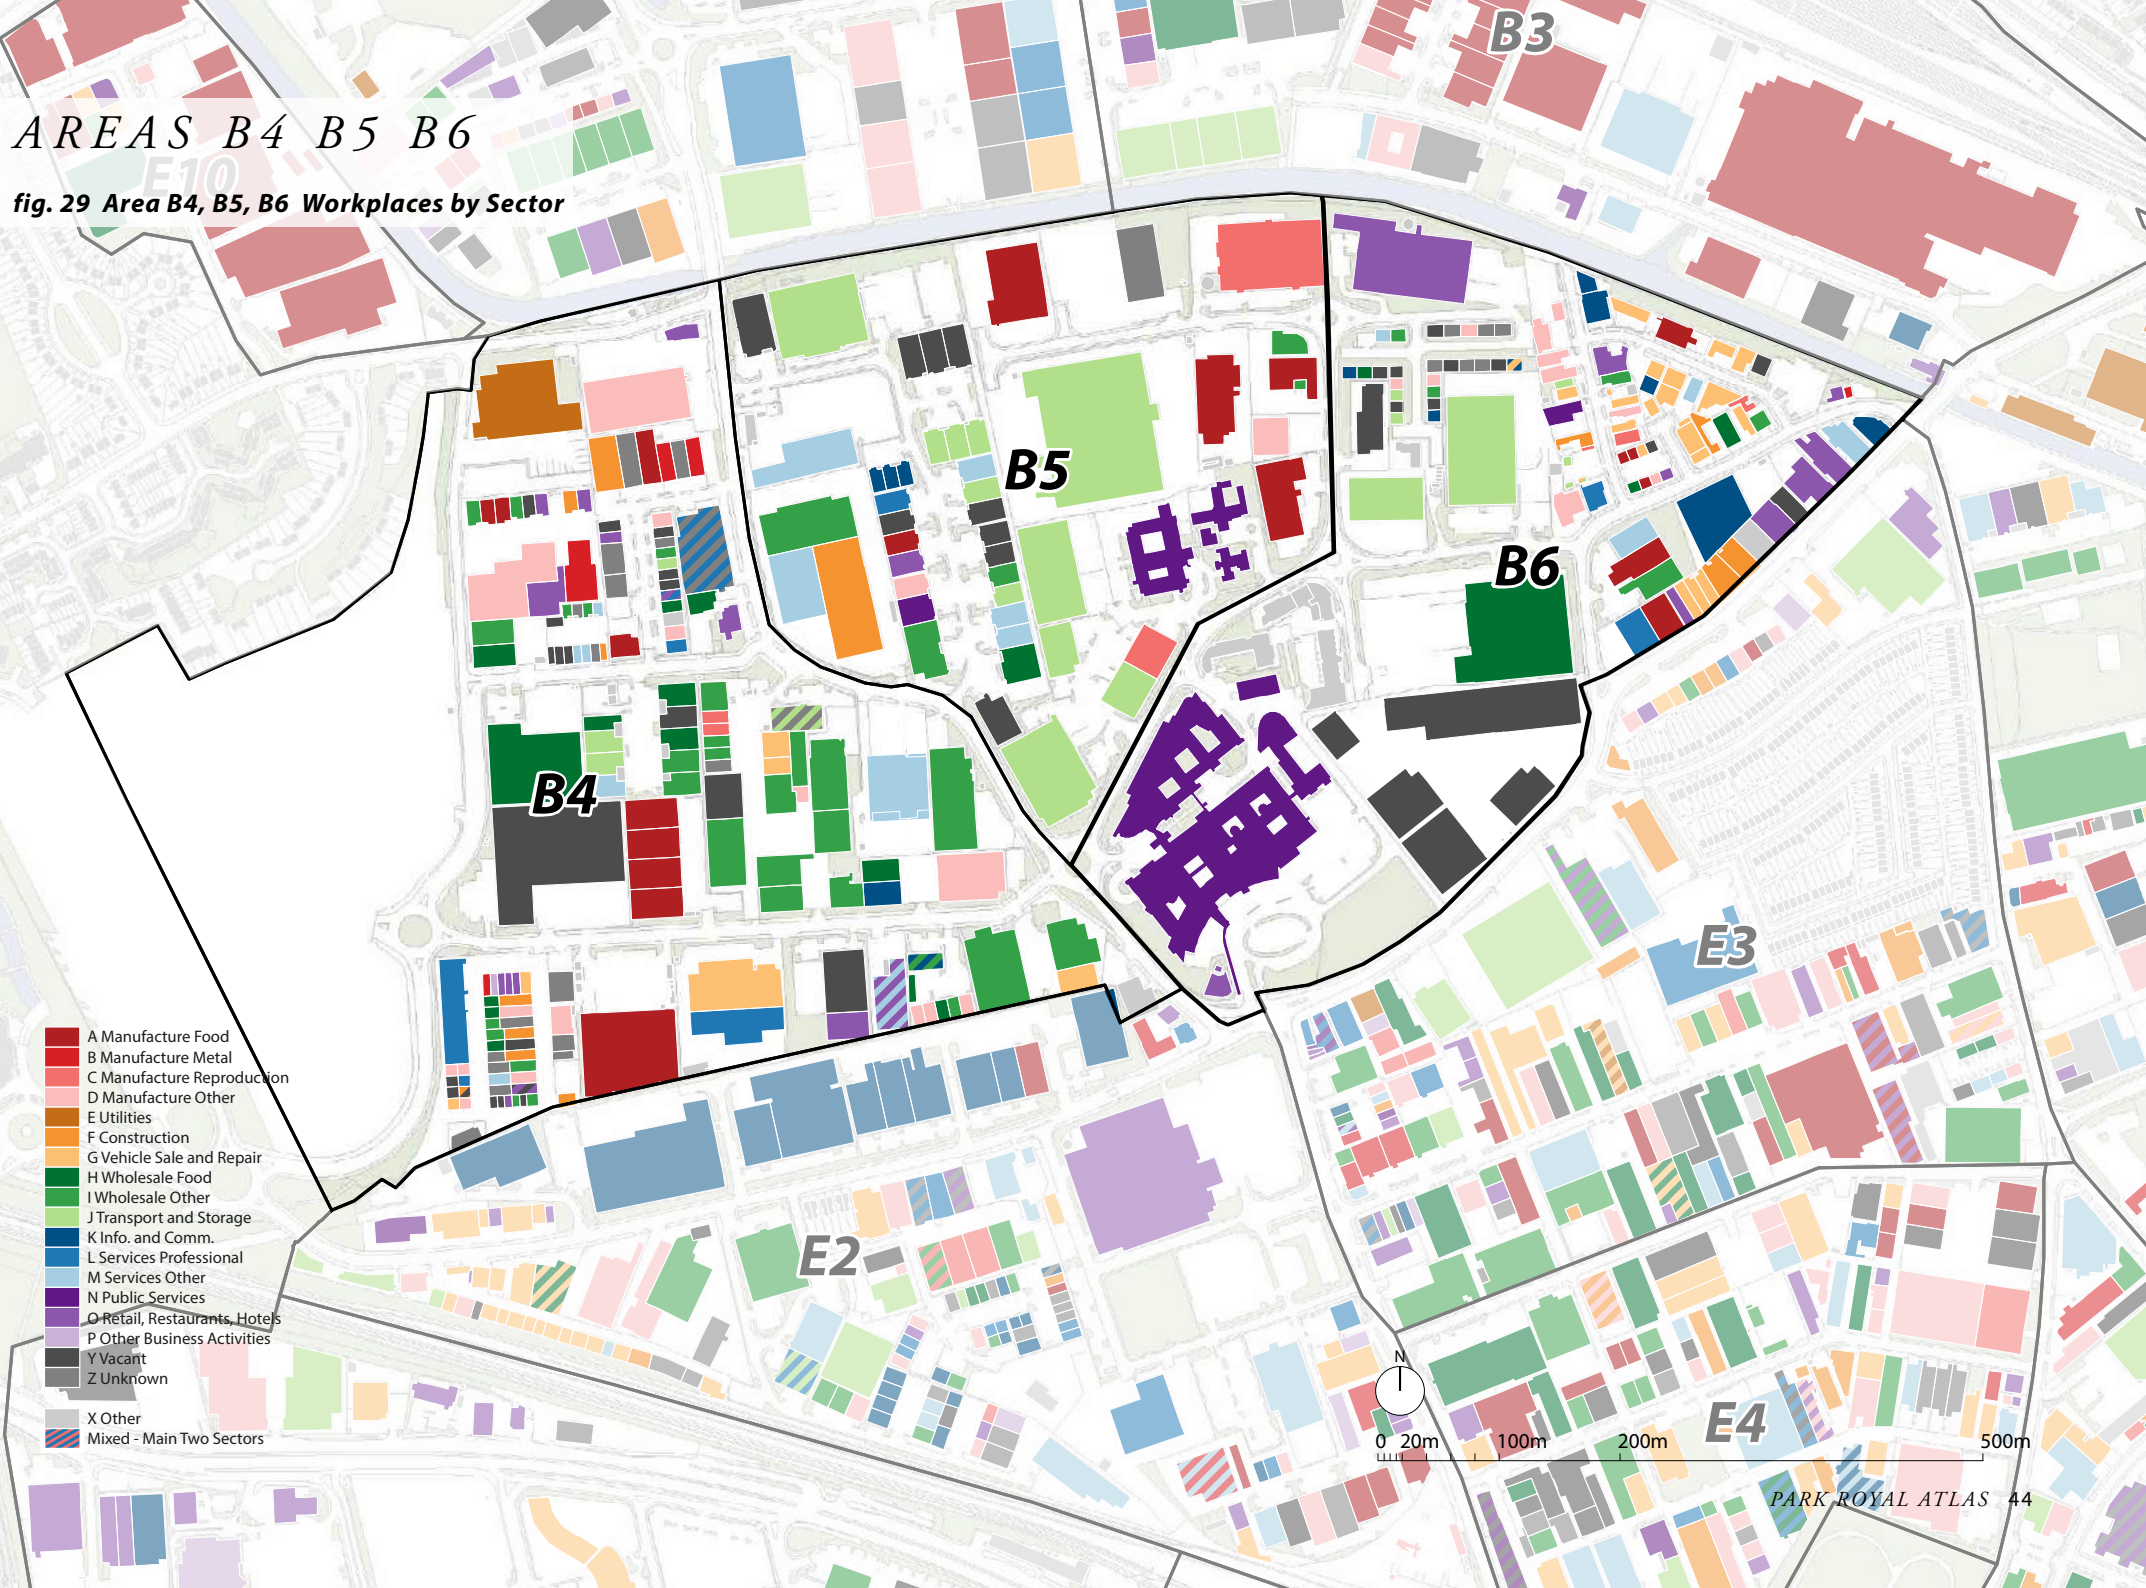 B3
AREAS B4 B5 B6
E10
fig. 29 Area B4, B5, B6 Workplaces by Sector
B5
B6
B4
E3
A Manufacture Food
B Manufacture Metal
C Manufacture Reproduction
D Manufacture Other
E Utilities
F Construction
G Vehicle Sale and Repair
H Wholesale Food
I Wholesale Other
J Transport and Storage
K Info. and Comm.
L Services Professional
M Services Other
N Public Services
O Retail, Restaurants, Hotels
P Other Business Activities
Y Vacant
Z Unknown
X Other
Mixed - Main Two Sectors
E2
N
E4
0 20m 100m 200m 500m
PARK ROYAL ATLAS 44